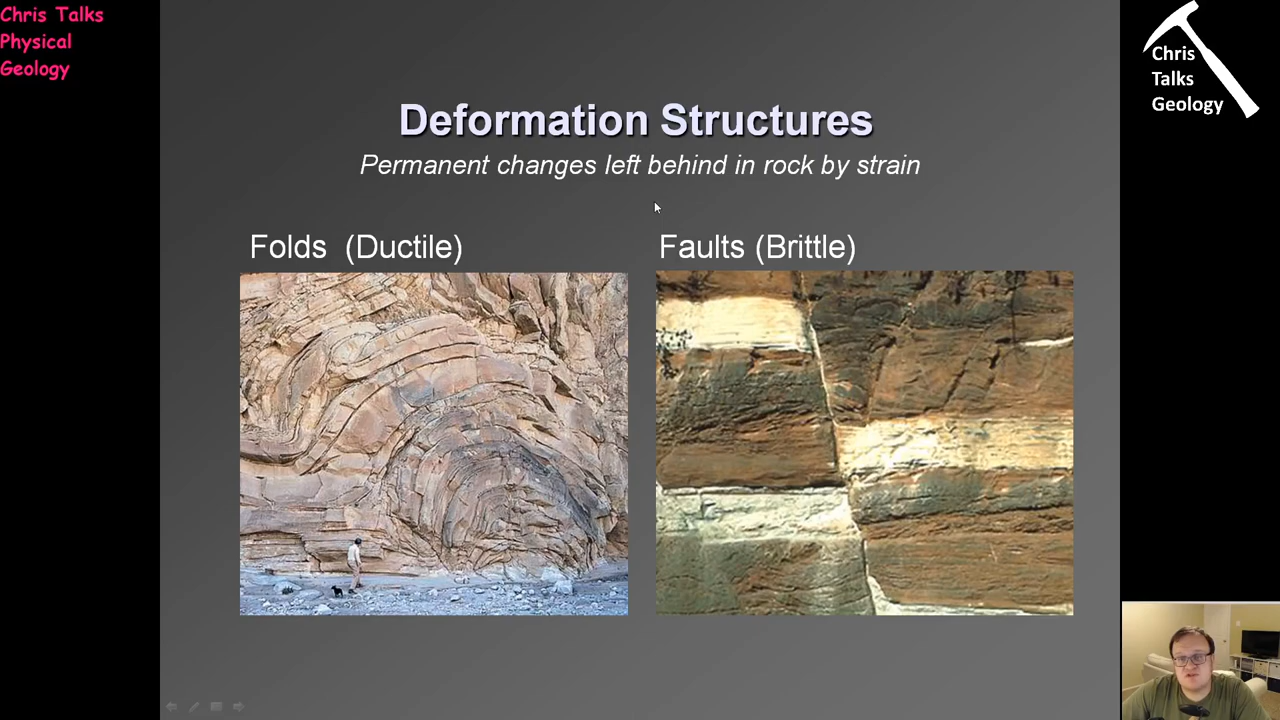 Chris Talks
Physical
Geology
Chris
Talks
Geology
Deformation Structures
Permanent changes left behind in rock by strain
Folds (Ductile)
Faults (Brittle)